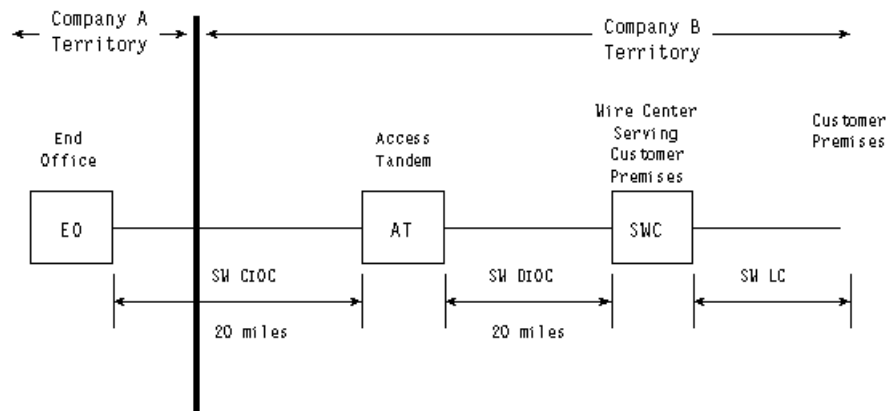 Company A
Territory
Company B
Territory
End
Office
Access
Tandem
Wire Center
Serving
Customer
Premises
Customer
Premises
EO
AT
SWC
SW CIOC
SW DIOC
SW LC
20 miles
20 miles